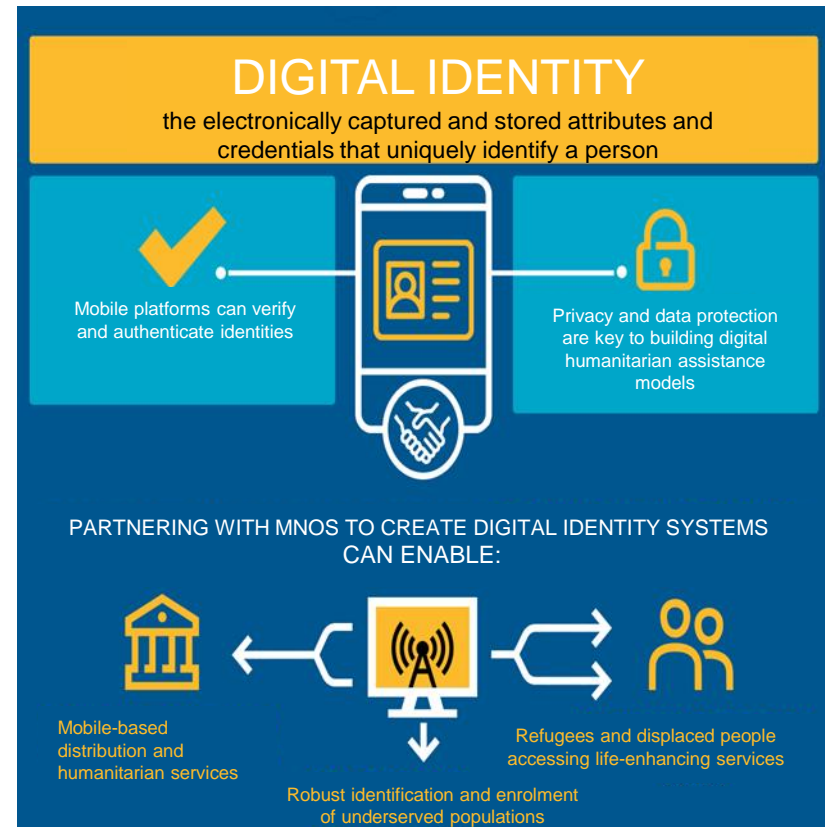 DIGITAL IDENTITY
the electronically captured and stored attributes and
credentials that uniquely identify a person
Mobile platforms can verify
and authenticate identities
Privacy and data protection
are key to building digital
humanitarian assistance
models
PARTNERING WITH MNOS TO CREATE DIGITAL IDENTITY SYSTEMS
CAN ENABLE:
Mobile-based
distribution and
humanitarian services
Robust identification and enrolment
of underserved populations
Refugees and displaced people
accessing life-enhancing services